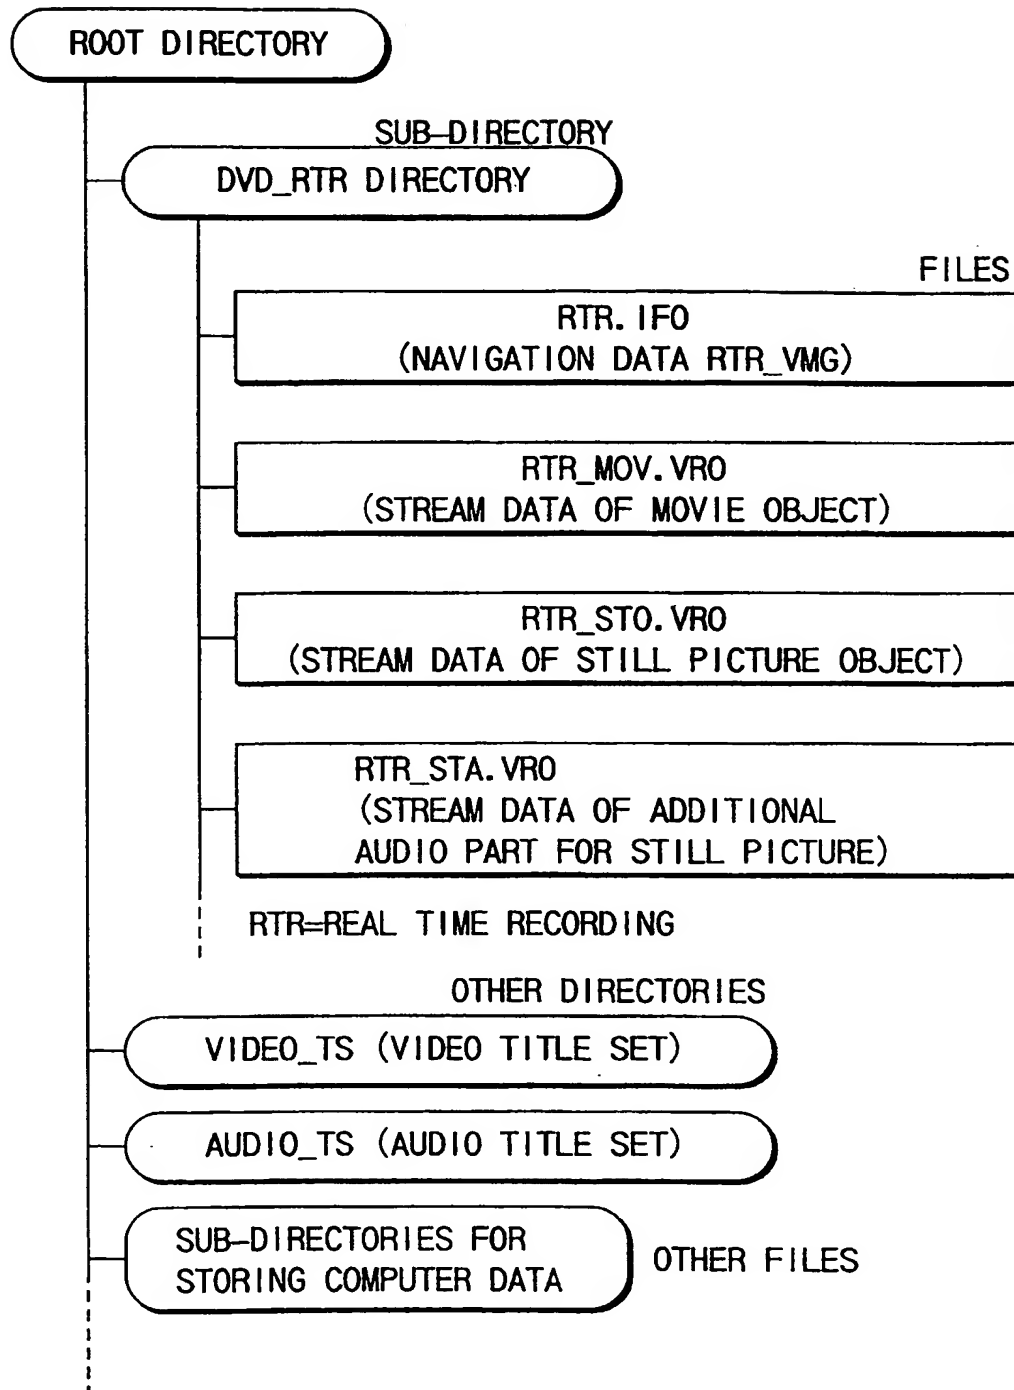 ROOT DIRECTORY
SUB-DIRECTORY
DVD_RTR DIRECTORY
FILES
RTR.IFO
(NAVIGATION DATA RTR_VMG)
RTR_MOV.VRO
(STREAM DATA OF MOVIE OBJECT)
RTR_STO.VRO
(STREAM DATA OF STILL PICTURE OBJECT)
RTR_STA.VRO
(STREAM DATA OF ADDITIONAL
AUDIO PART FOR STILL PICTURE)
RTR=REAL TIME RECORDING
OTHER DIRECTORIES
VIDEO_TS (VIDEO TITLE SET)
AUDIO_TS (AUDIO TITLE SET)
SUB-DIRECTORIES FOR
STORING COMPUTER DATA
OTHER FILES